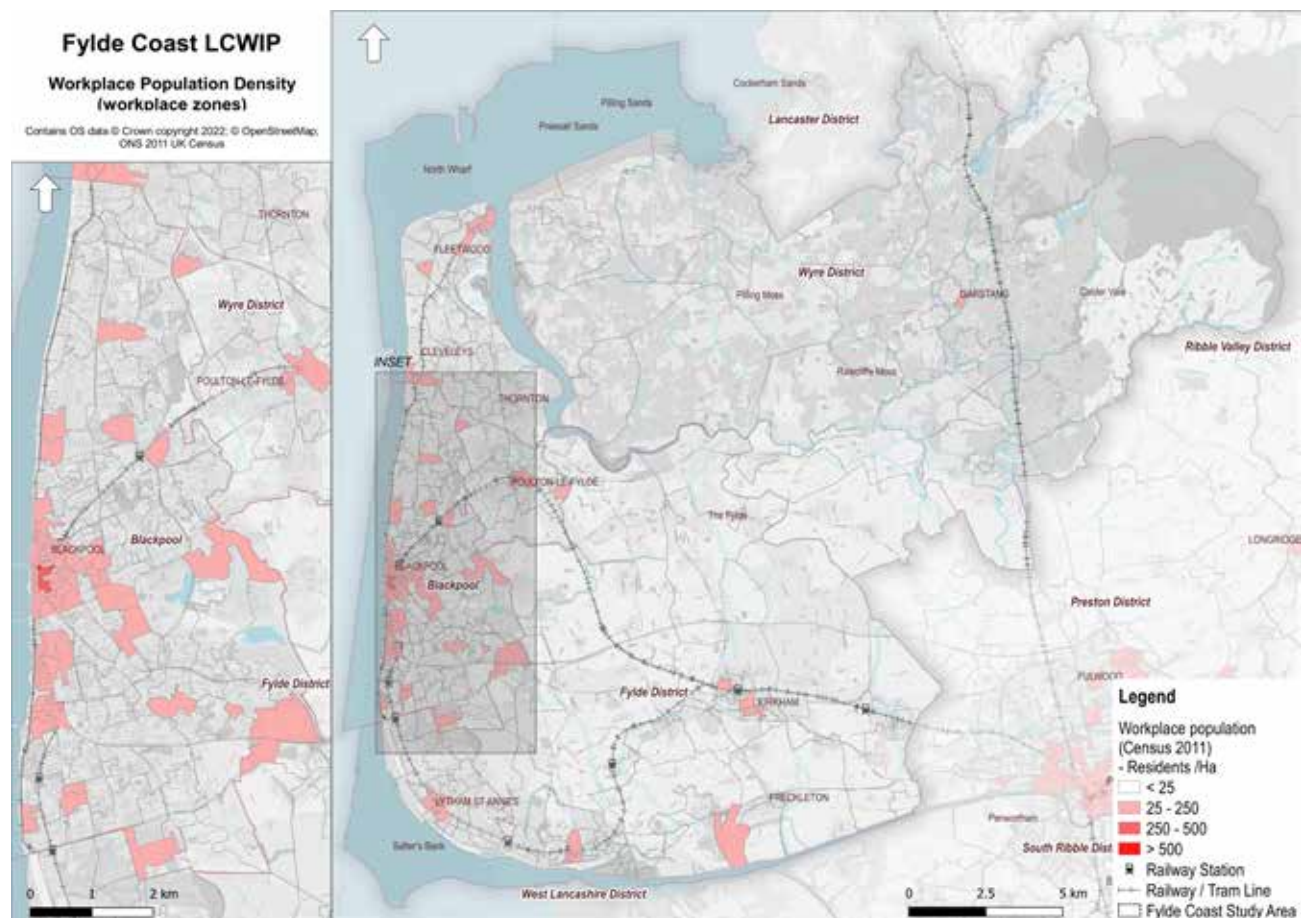 Fylde Coast LCWIP
Workplace Population Density
(workplace zones)
Contains OS data © Crown copyright 2022; © OpenStreetMap;
ONS 2011 UK Census
THORNTON
Wyre District
POULTON-LE-FYLDE
BLACKPOOL
Blackpool
Fylde District
0 1 2 km
Cockerham Sands
Pilling Sands
Lancaster District
Preesall Sands
North Wharf
FLEETWOOD
Wyre District
Pilling Moss
GARSTANG
Calder Vale
Ribble Valley District
CLEVELEYS
INSET
Rawcliffe Moss
THORNTON
POULTON-LE-FYLDE
The Fylde
LONGRIDGE
BLACKPOOL
Blackpool
Preston District
FULWOOD
Fylde District
KIRKHAM
LYTHAM ST ANNES
FRECKLETON
Salter's Bank
Penwortham
South Ribble Dist
West Lancashire District
0 2.5 5 km
Legend
Workplace population
(Census 2011)
- Residents /Ha
< 25
25 - 250
250 - 500
> 500
Railway Station
Railway / Tram Line
Fylde Coast Study Area